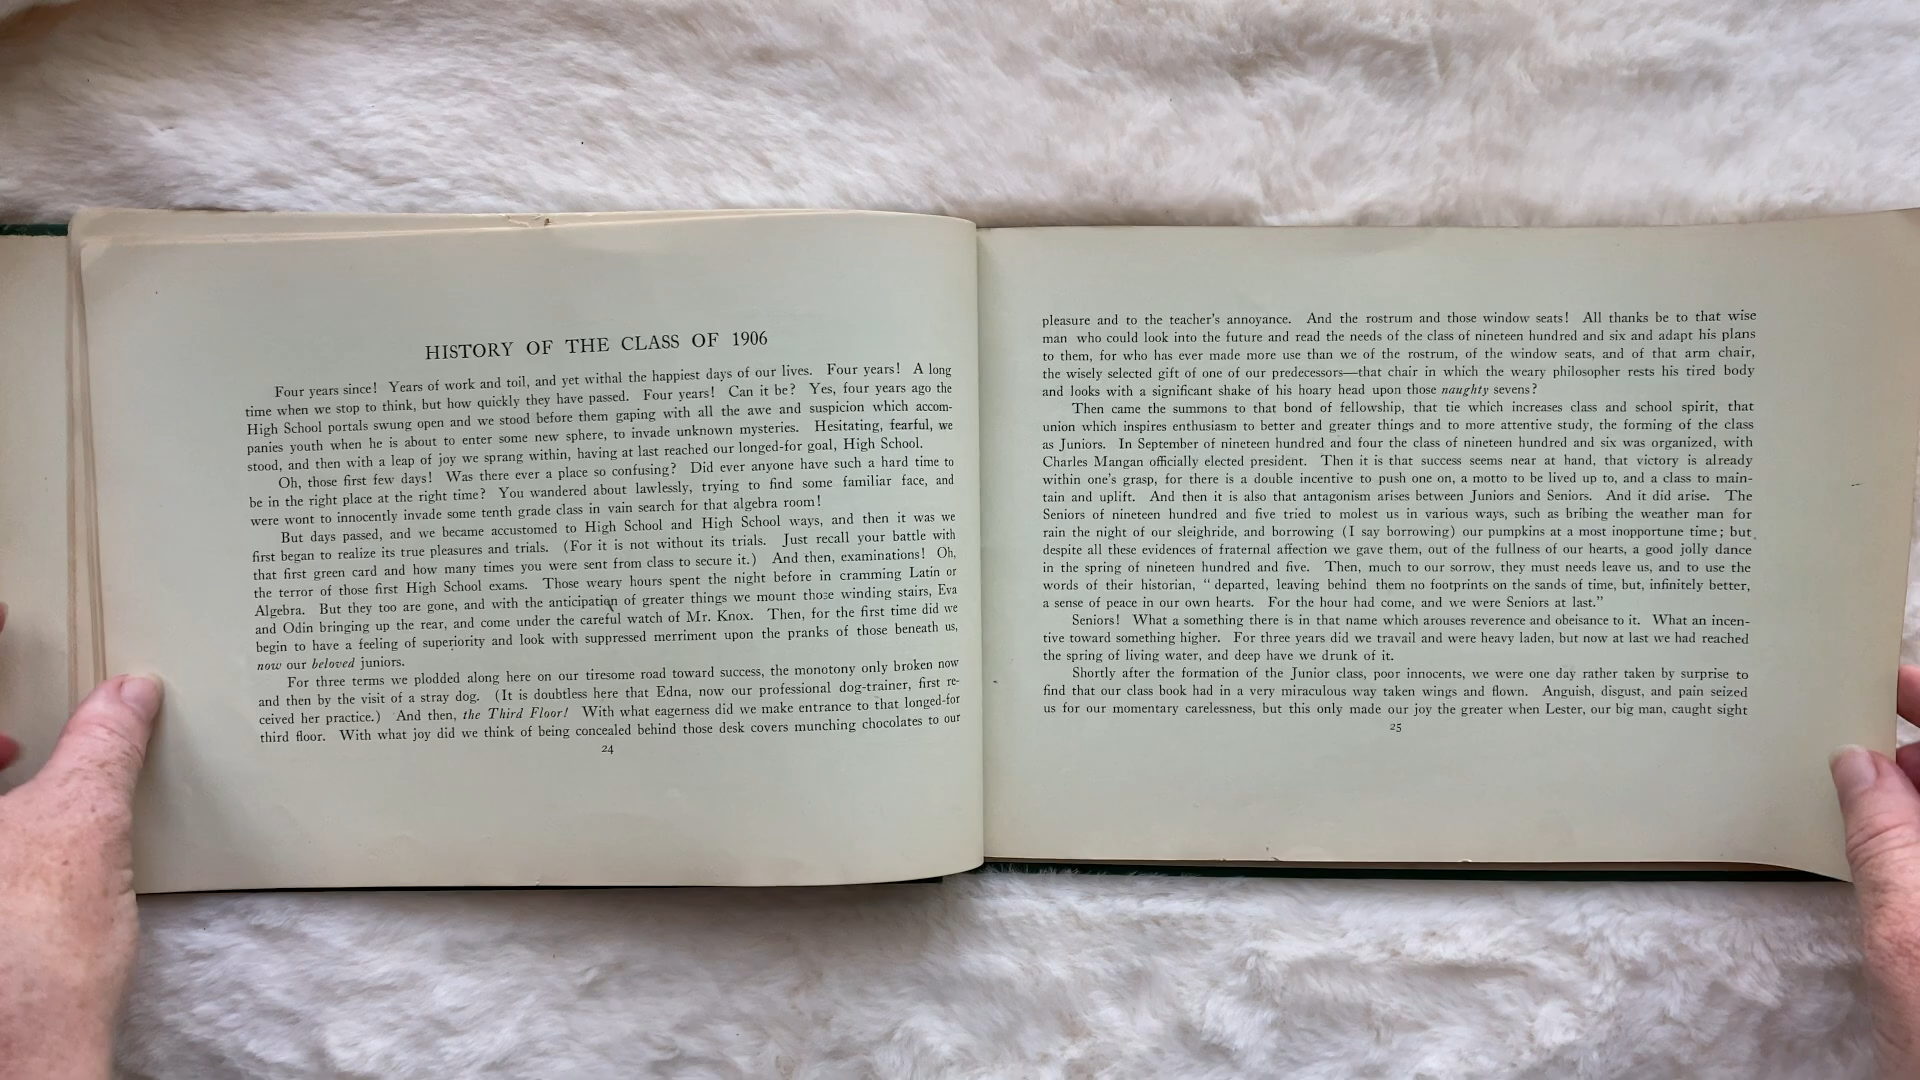 HISTORY OF THE CLASS OF 1906
Four years since! Years of work and toil, and yet withal the happiest days of our lives. Four years! A long
time when we stop to think, but how quickly they have passed. Four years! Can it be? Yes, four years ago the
High School portals swung open and we stood before them gaping with all the awe and suspicion which accom-
panies youth when he is about to enter some new sphere, to invade unknown mysteries. Hesitating, fearful, we
stood, and then with a leap of joy we sprang within, having at last reached our longed-for goal, High School.
Oh, those first few days! Was there ever a place so confusing? Did ever anyone have such a hard time to
be in the right place at the right time? You wandered about lawlessly, trying to find some familiar face, and
were wont to innocently invade some tenth grade class in vain search for that algebra room!
But days passed, and we became accustomed to High School and High School ways, and then it was we
first began to realize its true pleasures and trials. (For it is not without its trials. Just recall your battle with
that first green card and how many times you were sent from class to secure it.) And then, examinations! Oh,
the terror of those first High School exams. Those weary hours spent the night before in cramming Latin or
Algebra. But they too are gone, and with the anticipation of greater things we mount those winding stairs, Eva
and Odin bringing up the rear, and come under the careful watch of Mr. Knox. Then, for the first time did we
begin to have a feeling of superiority and look with suppressed merriment upon the pranks of those beneath us,
now our beloved juniors.
For three terms we plodded along here on our tiresome road toward success, the monotony only broken now
and then by the visit of a stray dog. (It is doubtless here that Edna, now our professional dog-trainer, first re-
ceived her practice.) And then, the Third Floor! With what eagerness did we make entrance to that longed-for
third floor. With what joy did we think of being concealed behind those desk covers munching chocolates to our
24
pleasure and to the teacher's annoyance. And the rostrum and those window seats! All thanks be to that wise
man who could look into the future and read the needs of the class of nineteen hundred and six and adapt his plans
to them, for who has ever made more use than we of the rostrum, of the window seats, and of that arm chair,
the wisely selected gift of one of our predecessors—that chair in which the weary philosopher rests his tired body
and looks with a significant shake of his hoary head upon those naughty sevens?
Then came the summons to that bond of fellowship, that tie which increases class and school spirit, that
union which inspires enthusiasm to better and greater things and to more attentive study, the forming of the class
as Juniors. In September of nineteen hundred and four the class of nineteen hundred and six was organized, with
Charles Mangan officially elected president. Then it is that success seems near at hand, that victory is already
within one's grasp, for there is a double incentive to push one on, a motto to be lived up to, and a class to main-
tain and uplift. And then it is also that antagonism arises between Juniors and Seniors. And it did arise. The
Seniors of nineteen hundred and five tried to molest us in various ways, such as bribing the weather man for
rain the night of our sleighride, and borrowing (I say borrowing) our pumpkins at a most inopportune time; but
despite all these evidences of fraternal affection we gave them, out of the fullness of our hearts, a good jolly dance
in the spring of nineteen hundred and five. Then, much to our sorrow, they must needs leave us, and to use the
words of their historian, " departed, leaving behind them no footprints on the sands of time, but, infinitely better,
a sense of peace in our own hearts. For the hour had come, and we were Seniors at last."
Seniors! What a something there is in that name which arouses reverence and obeisance to it. What an incen-
tive toward something higher. For three years did we travail and were heavy laden, but now at last we had reached
the spring of living water, and deep have we drunk of it.
Shortly after the formation of the Junior class, poor innocents, we were one day rather taken by surprise to
find that our class book had in a very miraculous way taken wings and flown. Anguish, disgust, and pain seized
us for our momentary carelessness, but this only made our joy the greater when Lester, our big man, caught sight
25